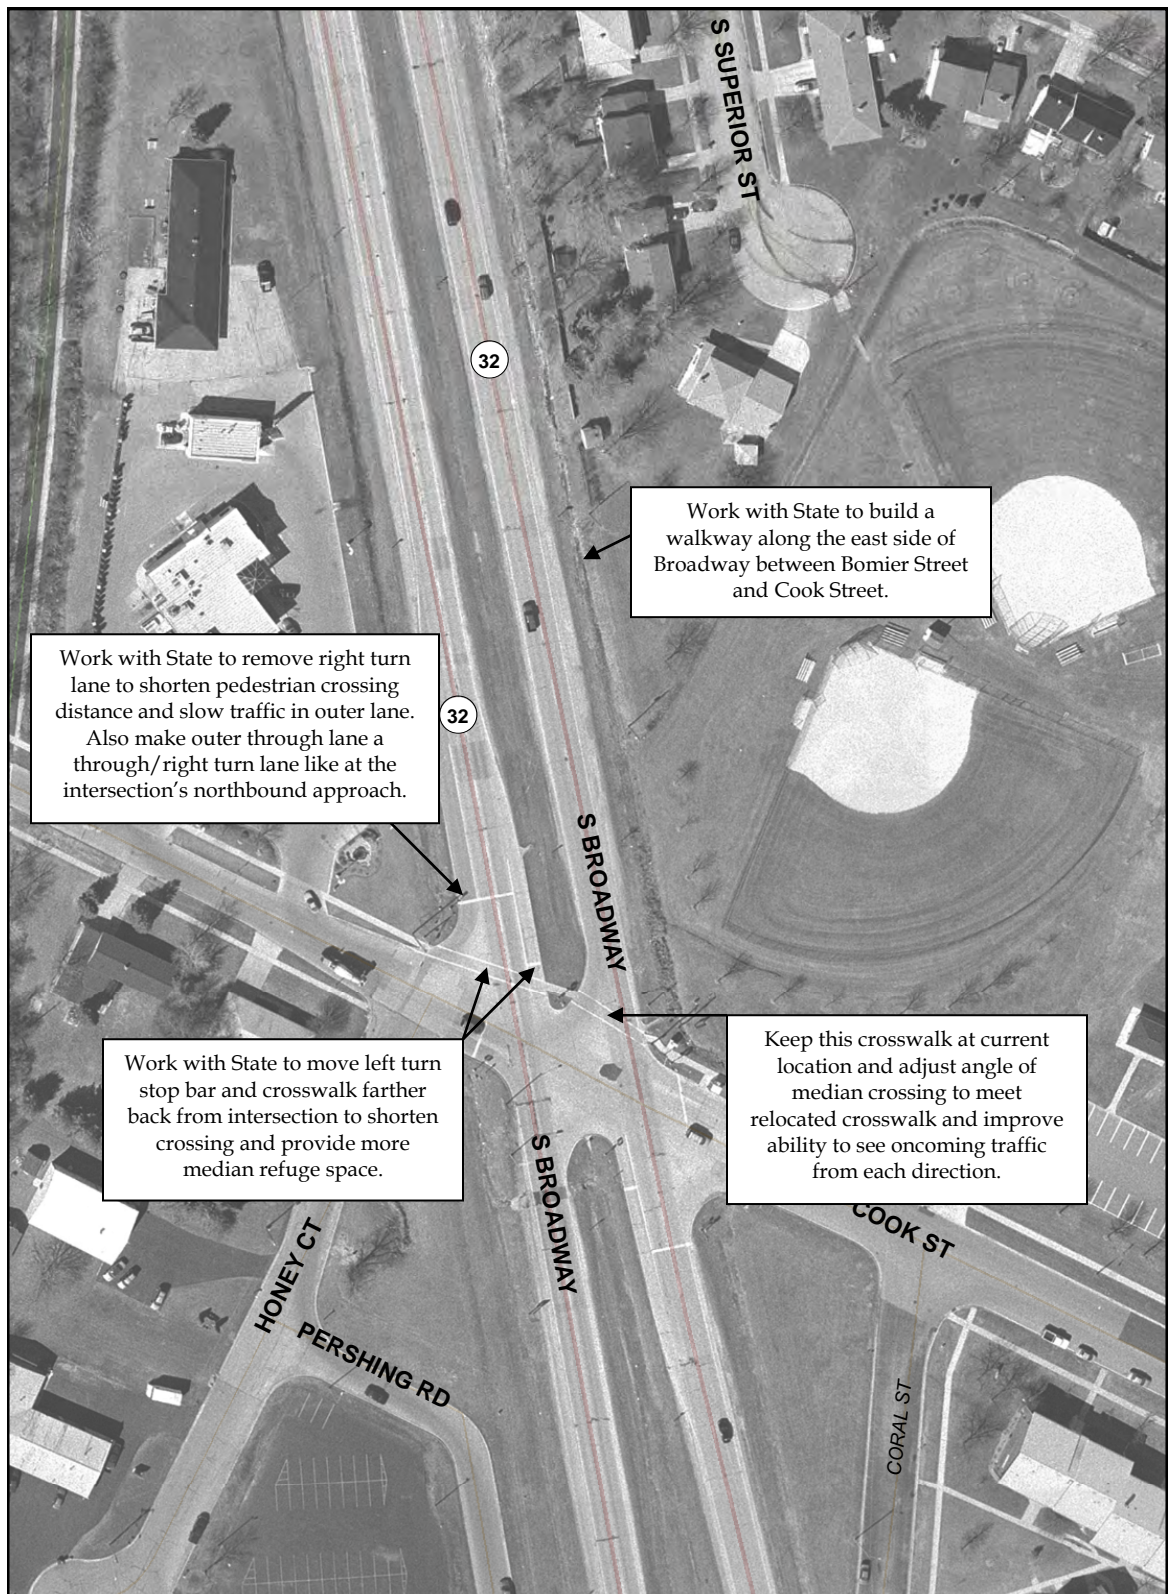 S SUPERIOR ST
32
Work with State to build a
walkway along the east side of
Broadway between Bomier Street
and Cook Street.
Work with State to remove right turn
lane to shorten pedestrian crossing
distance and slow traffic in outer lane.
Also make outer through lane a
through/right turn lane like at the
intersection's northbound approach.
32
S BROADWAY
Work with State to move left turn
stop bar and crosswalk farther
back from intersection to shorten
crossing and provide more
median refuge space.
Keep this crosswalk at current
location and adjust angle of
median crossing to meet
relocated crosswalk and improve
ability to see oncoming traffic
from each direction.
S BROADWAY
COOK ST
HONEY CT
PERSHING RD
CORAL ST